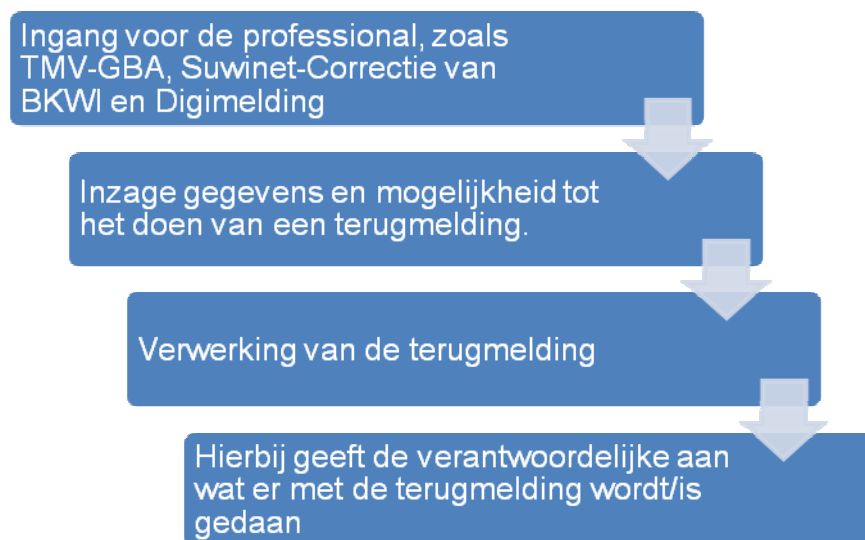 Ingang voor de professional, zoals
TMV-GBA, Suwinet-Correctie van
BKWI en Digimelding
Inzage gegevens en mogelijkheid tot
het doen van een terugmelding.
Verwerking van de terugmelding
Hierbij geeft de verantwoordelijke aan
wat er met de terugmelding wordt/is
gedaan